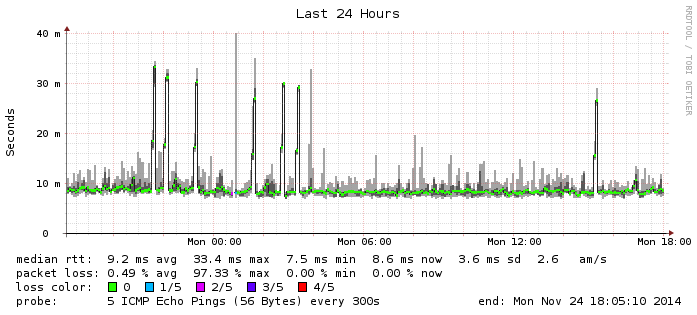 Last 24 Hours
RRDTOOL / TOBI OETIKER
Seconds
40 m
30 m
20 m
10 m
0
Mon 00:00 Mon 06:00 Mon 12:00 Mon 18:00
median rtt: 9.2 ms avg 33.4 ms max 7.5 ms min 8.6 ms now 3.6 ms sd 2.6 am/s
packet loss: 0.49 % avg 97.33 % max 0.00 % min 0.00 % now
loss color: 0 1/5 2/5 3/5 4/5
probe: 5 ICMP Echo Pings (56 Bytes) every 300s end: Mon Nov 24 18:05:10 2014